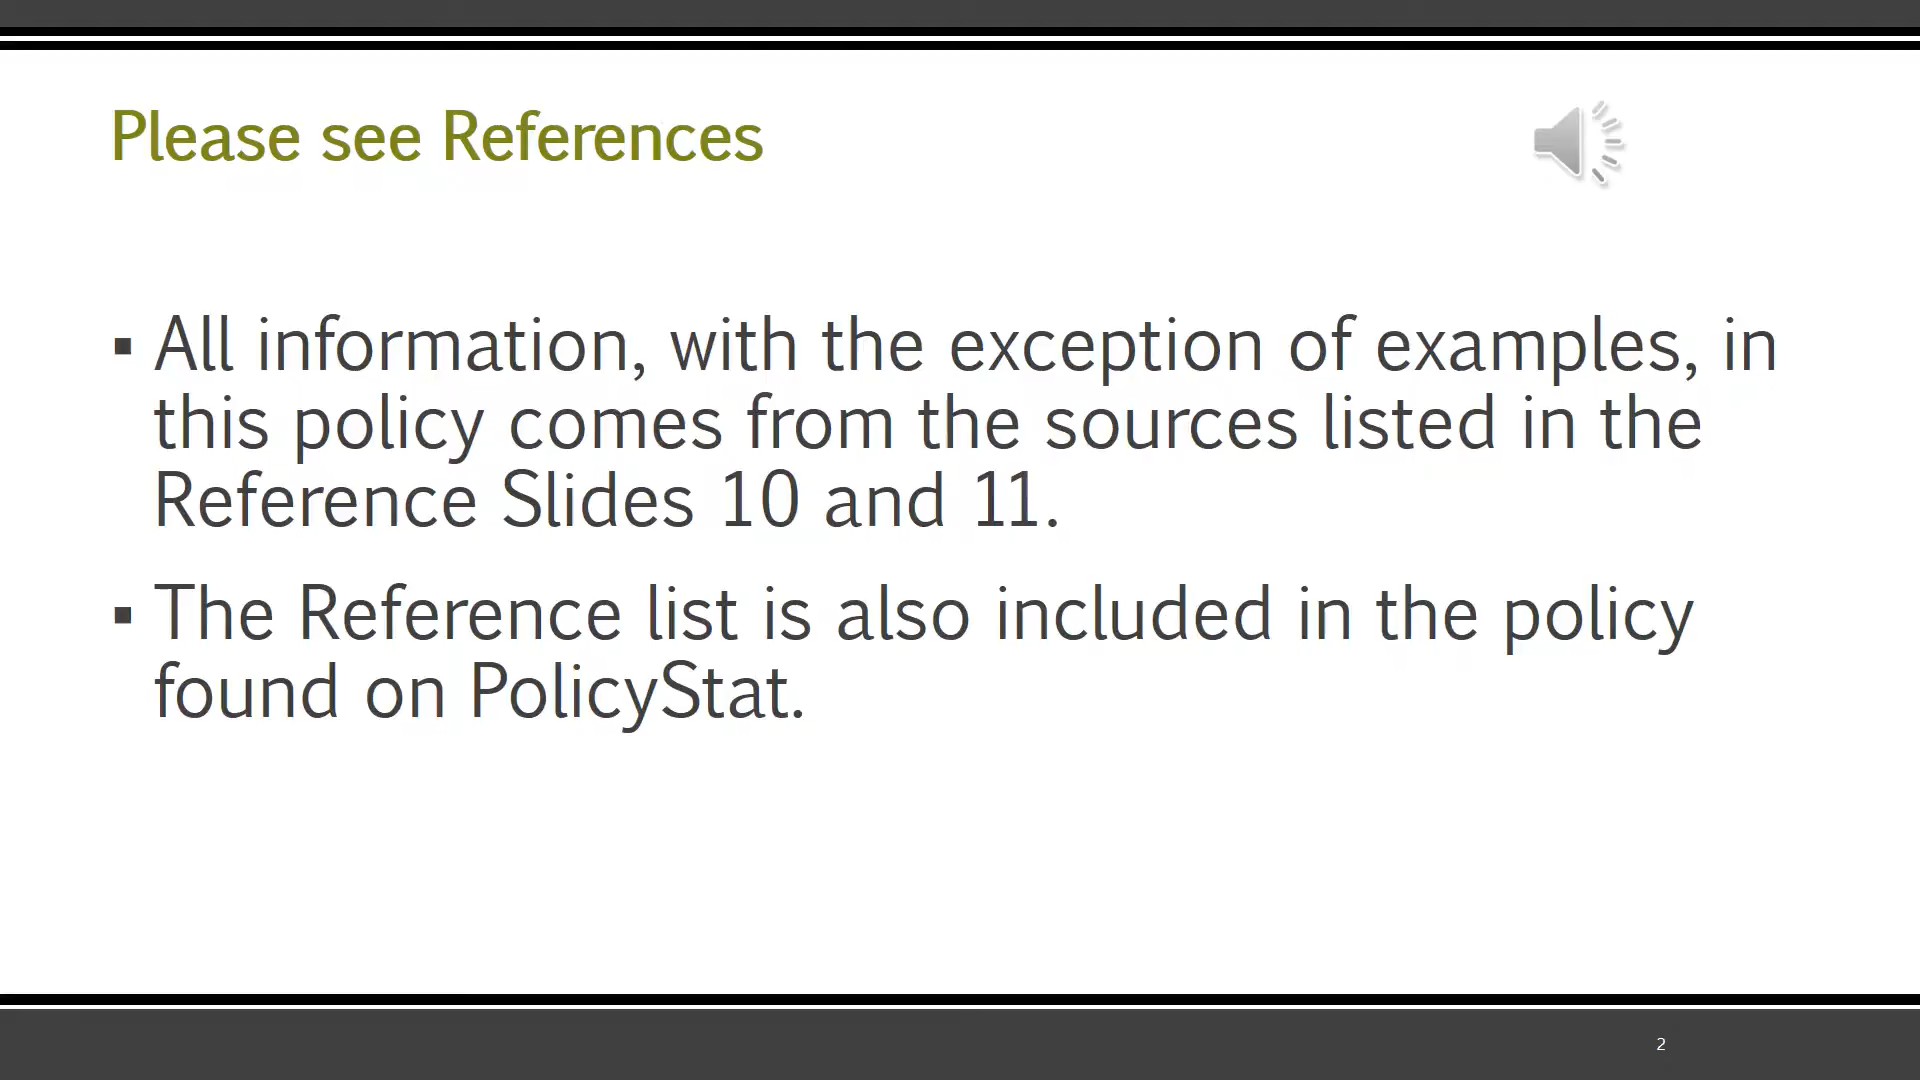 Please see References
▪ All information, with the exception of examples, in
this policy comes from the sources listed in the
Reference Slides 10 and 11.
▪ The Reference list is also included in the policy
found on PolicyStat.
2